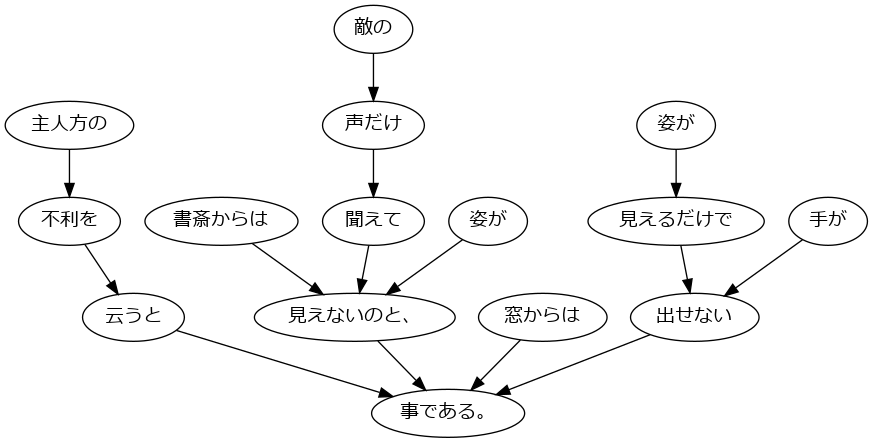 敵の
主人方の
声だけ
姿が
不利を
書斎からは
聞えて
姿が
見えるだけで
手が
云うと
見えないのと、
窓からは
出せない
事である。